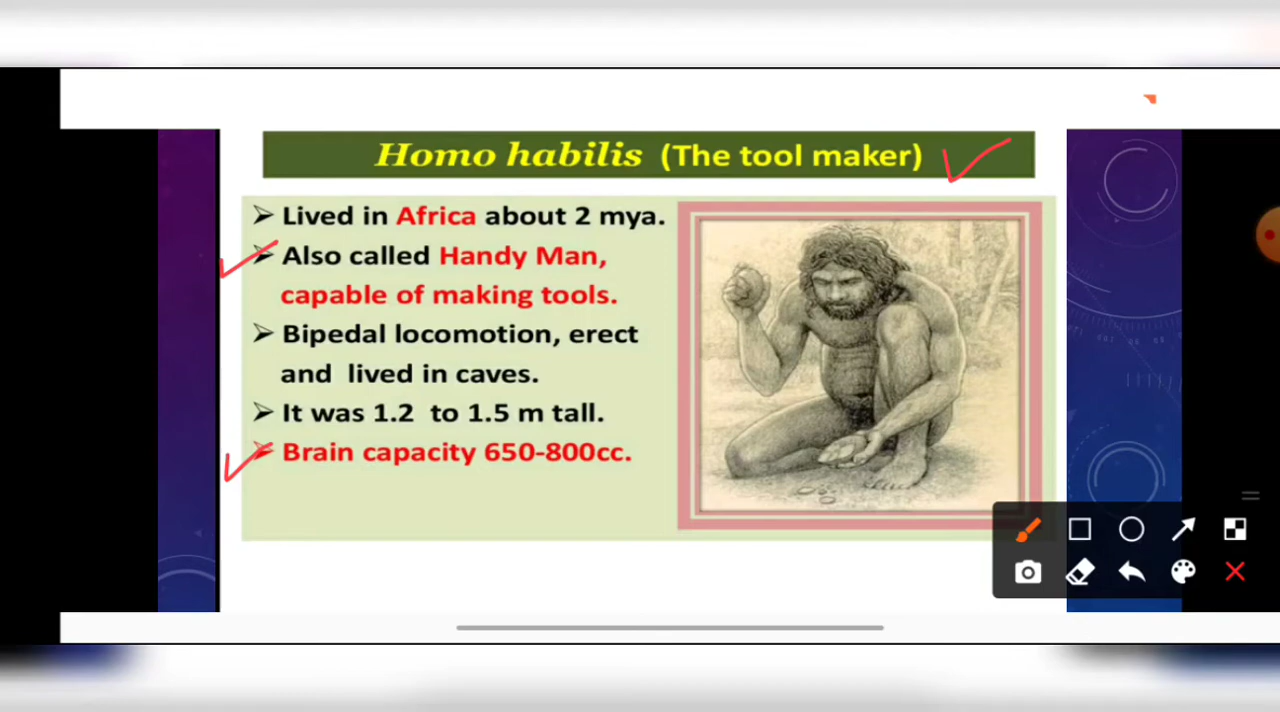 Homo habilis (The tool maker)
➢ Lived in Africa about 2 mya.
➢ Also called Handy Man,
capable of making tools.
➢ Bipedal locomotion, erect
and lived in caves.
➢ It was 1.2 to 1.5 m tall.
➢ Brain capacity 650-800cc.